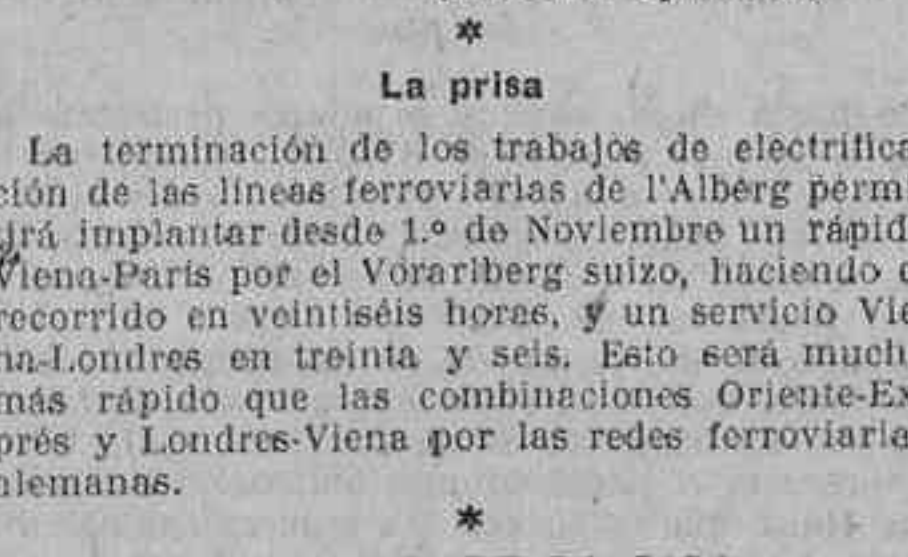 *
La prisa
La terminación de los trabajos de electrifica
ción de las líneas ferroviarias de l'Alberg permi
tirá implantar desde 1.º de Noviembre un rápid
Viena-París por el Vorarlberg suizo, haciendo e
recorrido en veintiséis horas, y un servicio Vie
na-Londres en treinta y seis. Esto será much
más rápido que las combinaciones Oriente-Ex
prés y Londres-Viena por las redes ferroviaria
alemanas.
*